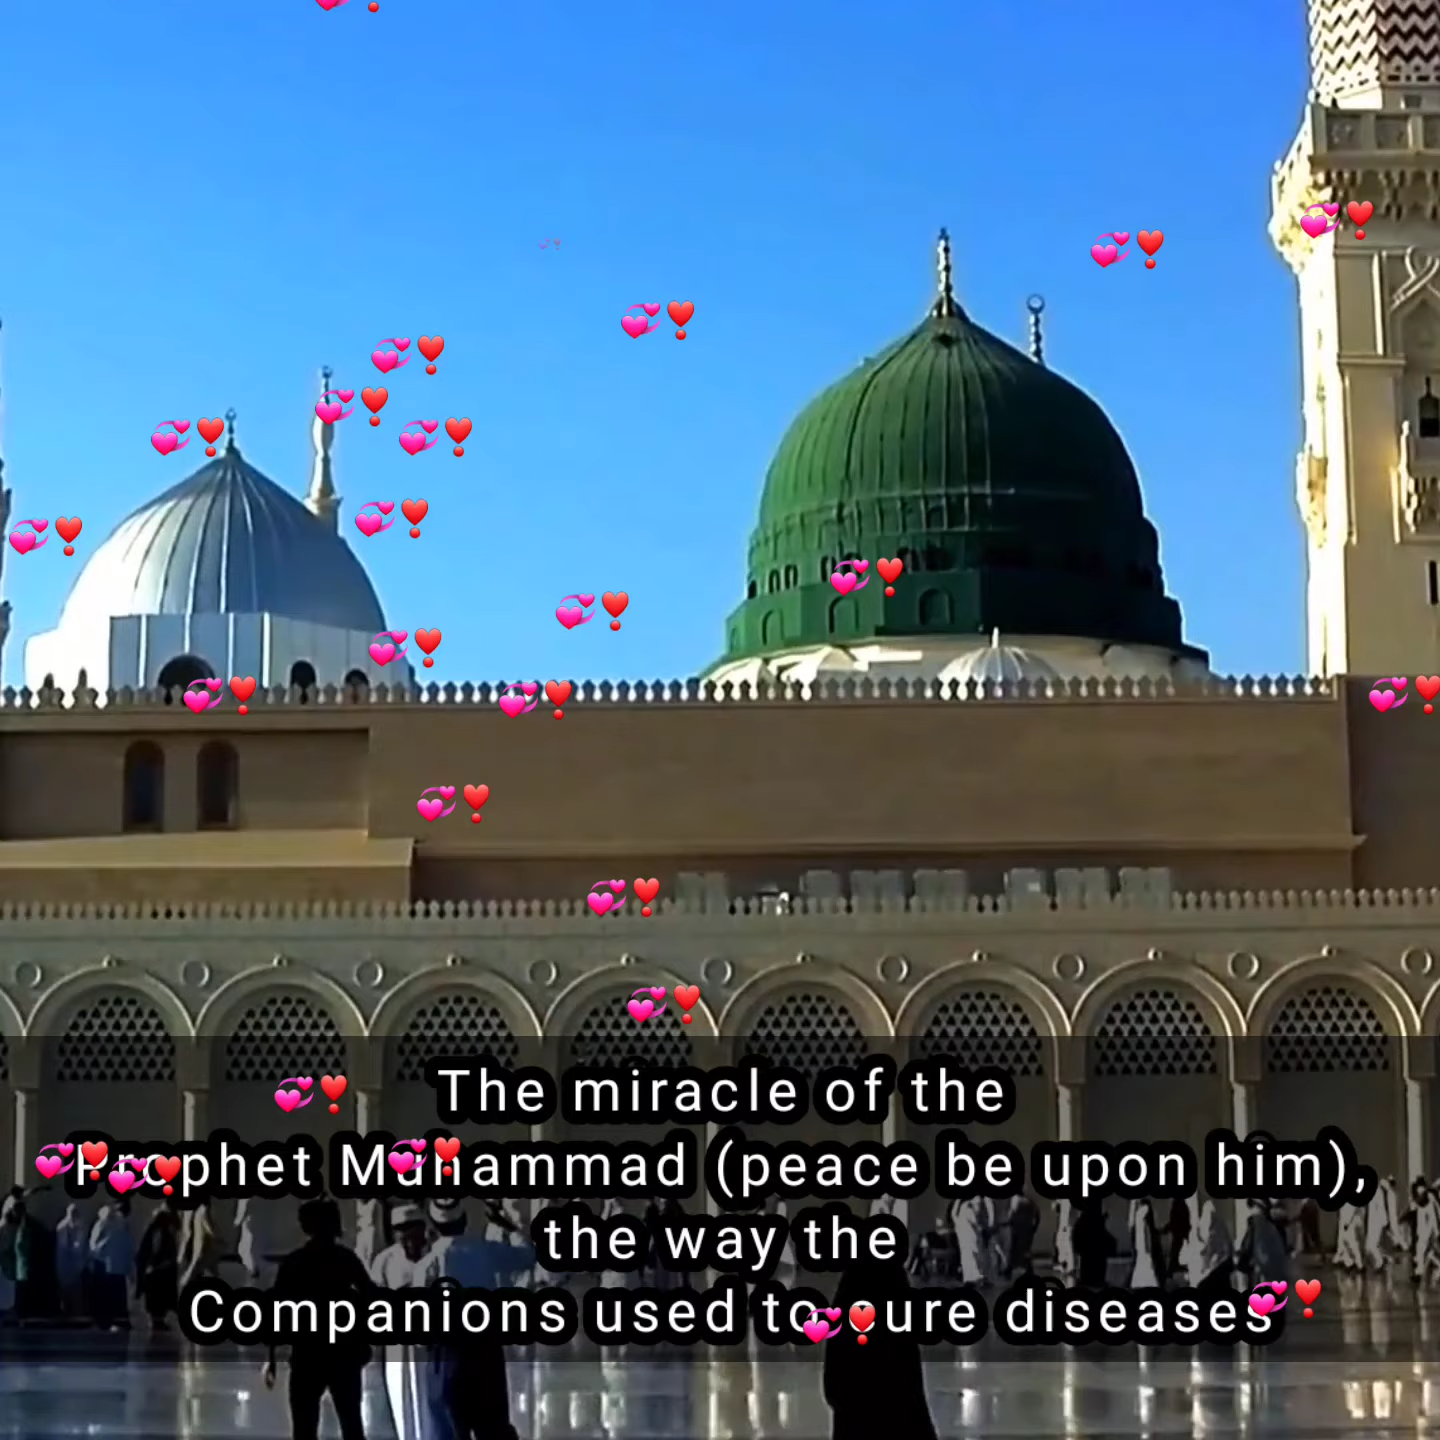 The miracle of the
Prophet Muhammad (peace be upon him),
the way the
Companions used to cure diseases